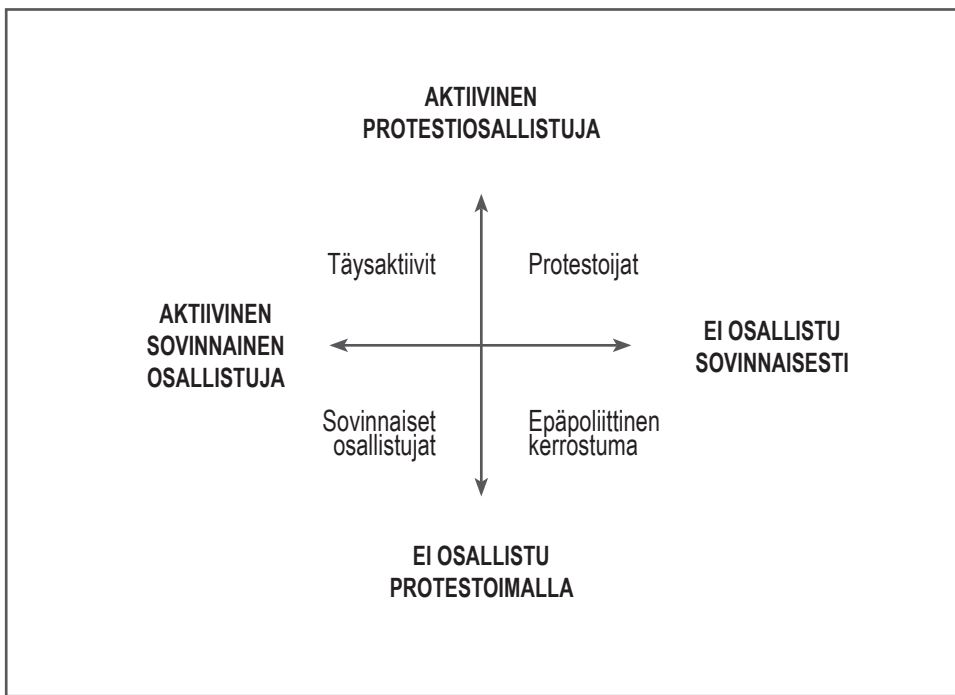 AKTIIVINEN
PROTESTIOSALLISTUJA
Täysaktiivit
Protestoijat
AKTIIVINEN
SOVINNAINEN
OSALLISTUJA
EI OSALLISTU
SOVINNAISESTI
Sovinnaiset
osallistujat
Epäpoliittinen
kerrostuma
EI OSALLISTU
PROTESTOIMALLA